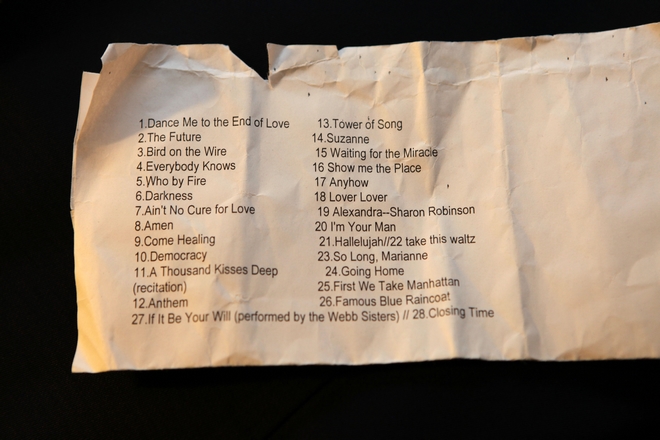 1.Dance Me to the End of Love
2.The Future
3.Bird on the Wire
4.Everybody Knows
5.Who by Fire
6.Darkness
7.Ain't No Cure for Love
8.Amen
9.Come Healing
10.Democracy
11.A Thousand Kisses Deep
(recitation)
12.Anthem
13.Tower of Song
14.Suzanne
15 Waiting for the Miracle
16 Show me the Place
17 Anyhow
18 Lover Lover
19 Alexandra--Sharon Robinson
20 I'm Your Man
21.Hallelujah//22 take this waltz
23.So Long, Marianne
24.Going Home
25.First We Take Manhattan
26.Famous Blue Raincoat
27.If It Be Your Will (performed by the Webb Sisters) // 28.Closing Time